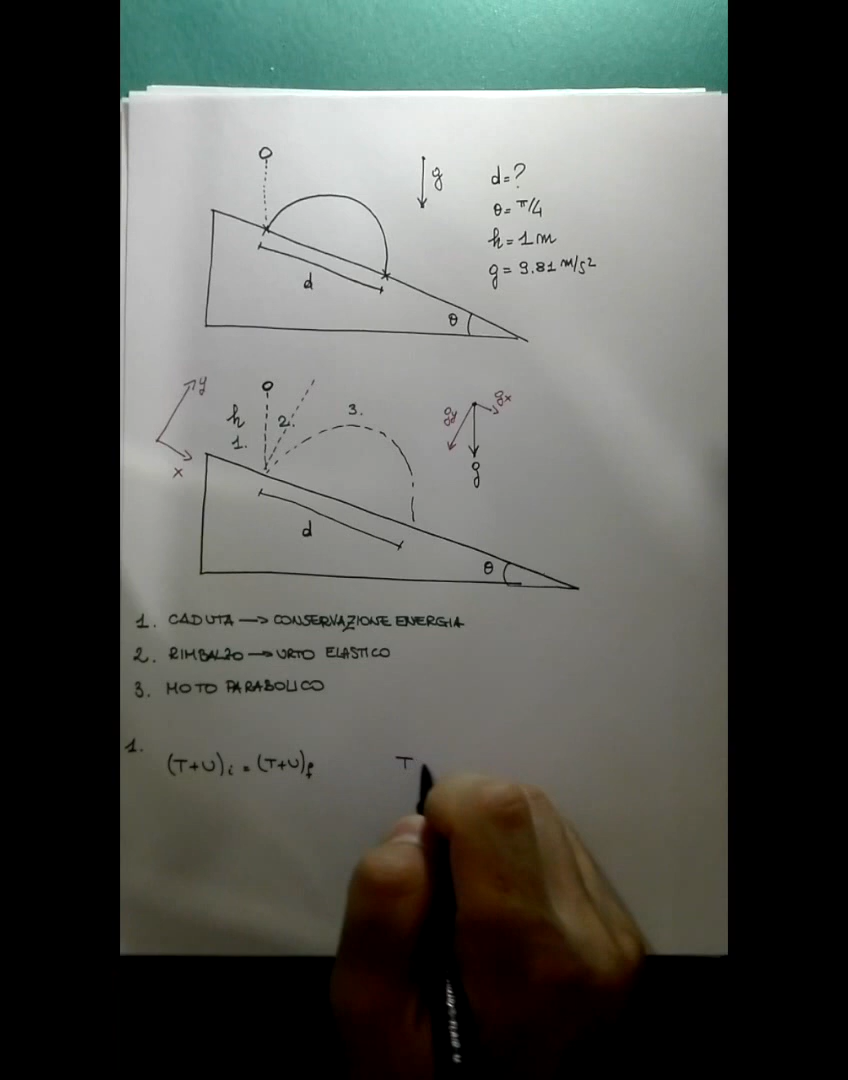 g
d=?
θ=π/4
h=1m
g=9.81 m/s²
d
θ
y
x
h
1.
2.
3.
gy
gx
g
d
θ
1. CADUTA → CONSERVAZIONE ENERGIA
2. RIMBALZO → URTO ELASTICO
3. MOTO PARABOLICO
1.
(T+U)i = (T+U)f T